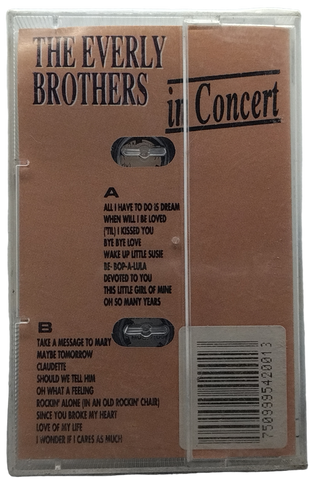 THE EVERLY
BROTHERS
in Concert
A
ALL I HAVE TO DO IS DREAM
WHEN WILL I BE LOVED
('TIL) I KISSED YOU
BYE BYE LOVE
WAKE UP LITTLE SUSIE
BE- BOP-A-LULA
DEVOTED TO YOU
THIS LITTLE GIRL OF MINE
OH SO MANY YEARS
B
TAKE A MESSAGE TO MARY
MAYBE TOMORROW
CLAUDETTE
SHOULD WE TELL HIM
OH WHAT A FEELING
ROCKIN' ALONE (IN AN OLD ROCKIN' CHAIR)
SINCE YOU BROKE MY HEART
LOVE OF MY LIFE
I WONDER IF I CARES AS MUCH
7509995420013